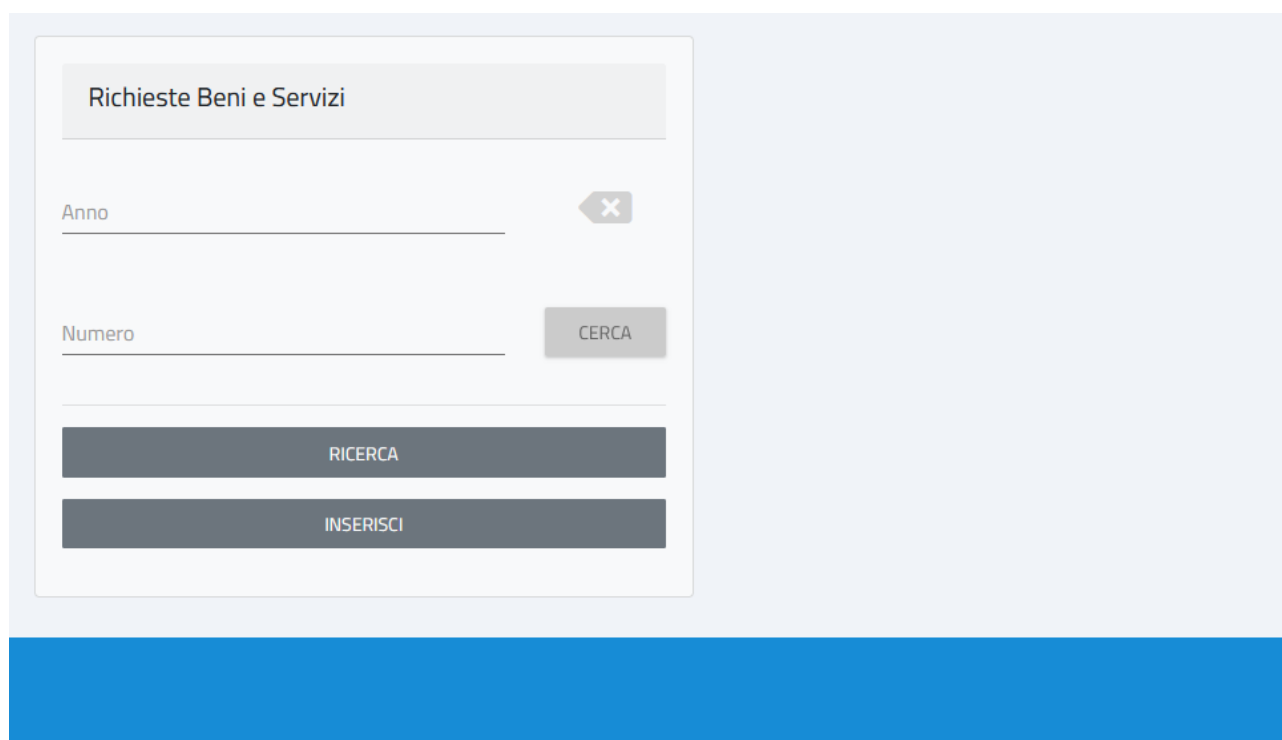 Richieste Beni e Servizi
Anno
Numero
CERCA
RICERCA
INSERISCI